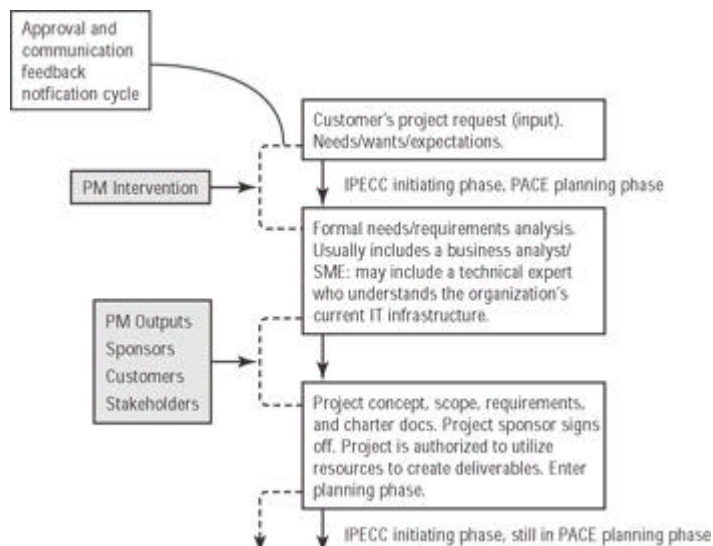 Approval and
communication
feedback
notfication cycle
Customer's project request (input).
Needs/wants/expectations.
PM Intervention
IPECC initiating phase, PACE planning phase
Formal needs/requirements analysis.
Usually includes a business analyst/
SME: may include a technical expert
who understands the organization's
current IT infrastructure.
PM Outputs
Sponsors
Customers
Stakeholders
Project concept, scope, requirements,
and charter docs. Project sponsor signs
off. Project is authorized to utilize
resources to create deliverables. Enter
planning phase.
IPECC initiating phase, still in PACE planning phase